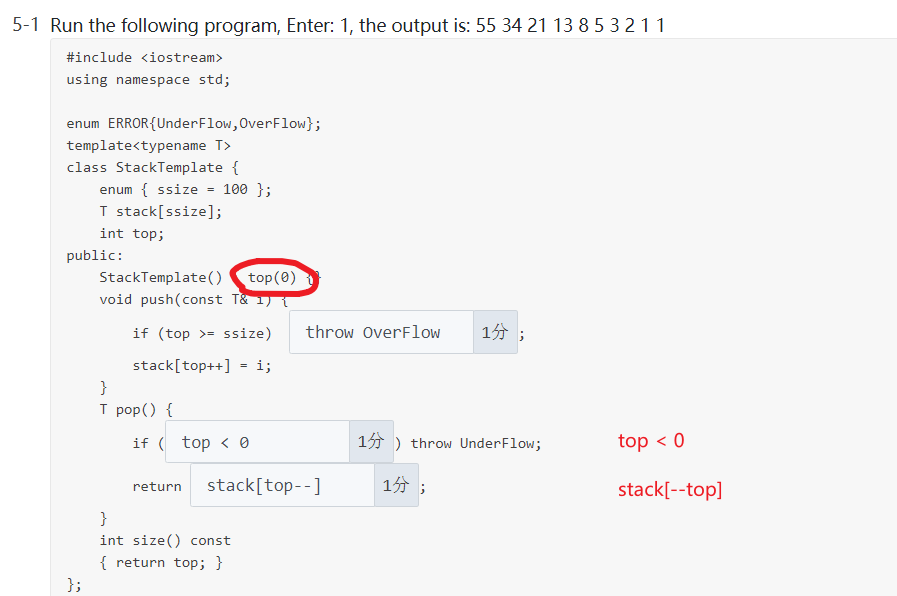 5-1 Run the following program, Enter: 1, the output is: 55 34 21 13 8 5 3 2 1 1
#include <iostream>
using namespace std;
enum ERROR{UnderFlow,OverFlow};
template<typename T>
class StackTemplate {
enum { ssize = 100 };
T stack[ssize];
int top;
public:
StackTemplate() : top(0) {}
void push(const T& i) {
if (top >= ssize) throw OverFlow 1分 ;
stack[top++] = i;
}
T pop() {
if ( top < 0 1分 ) throw UnderFlow; top < 0
return stack[top--] 1分 ; stack[--top]
}
int size() const
{ return top; }
};